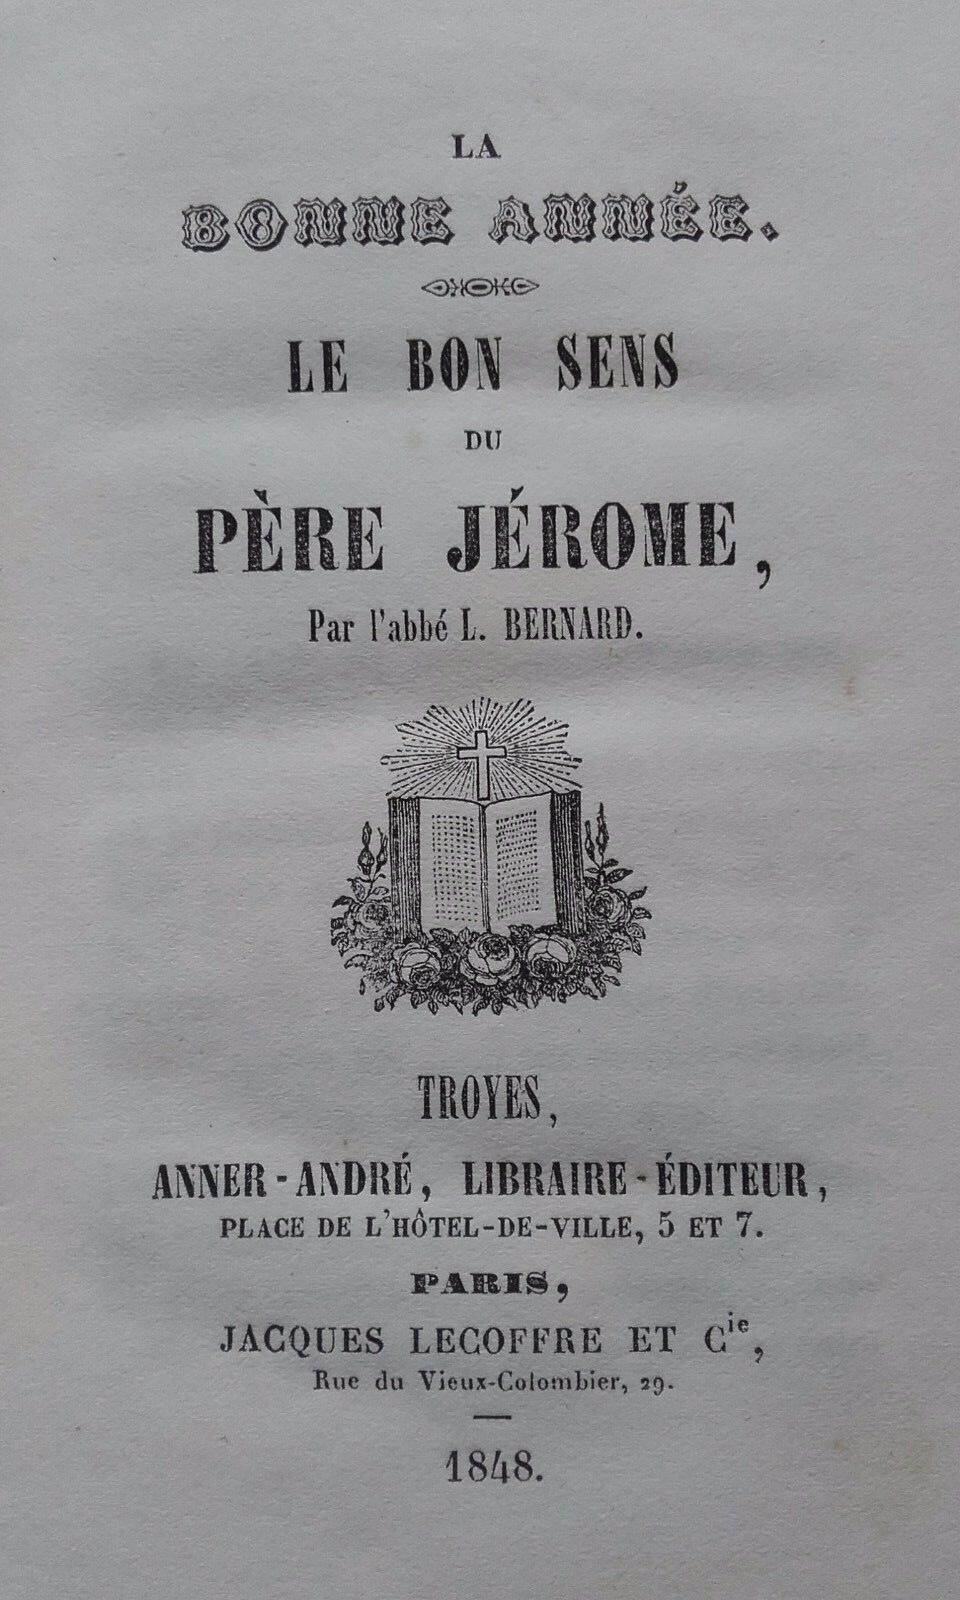 LA
BONNE ANNÉE.
LE BON SENS
DU
PÈRE JÉROME,
Par l'abbé L. BERNARD.
TROYES,
ANNER-ANDRÉ, LIBRAIRE-ÉDITEUR,
PLACE DE L'HÔTEL-DE-VILLE, 5 ET 7.
PARIS,
JACQUES LECOFFRE ET Cie,
Rue du Vieux-Colombier, 29.
1848.